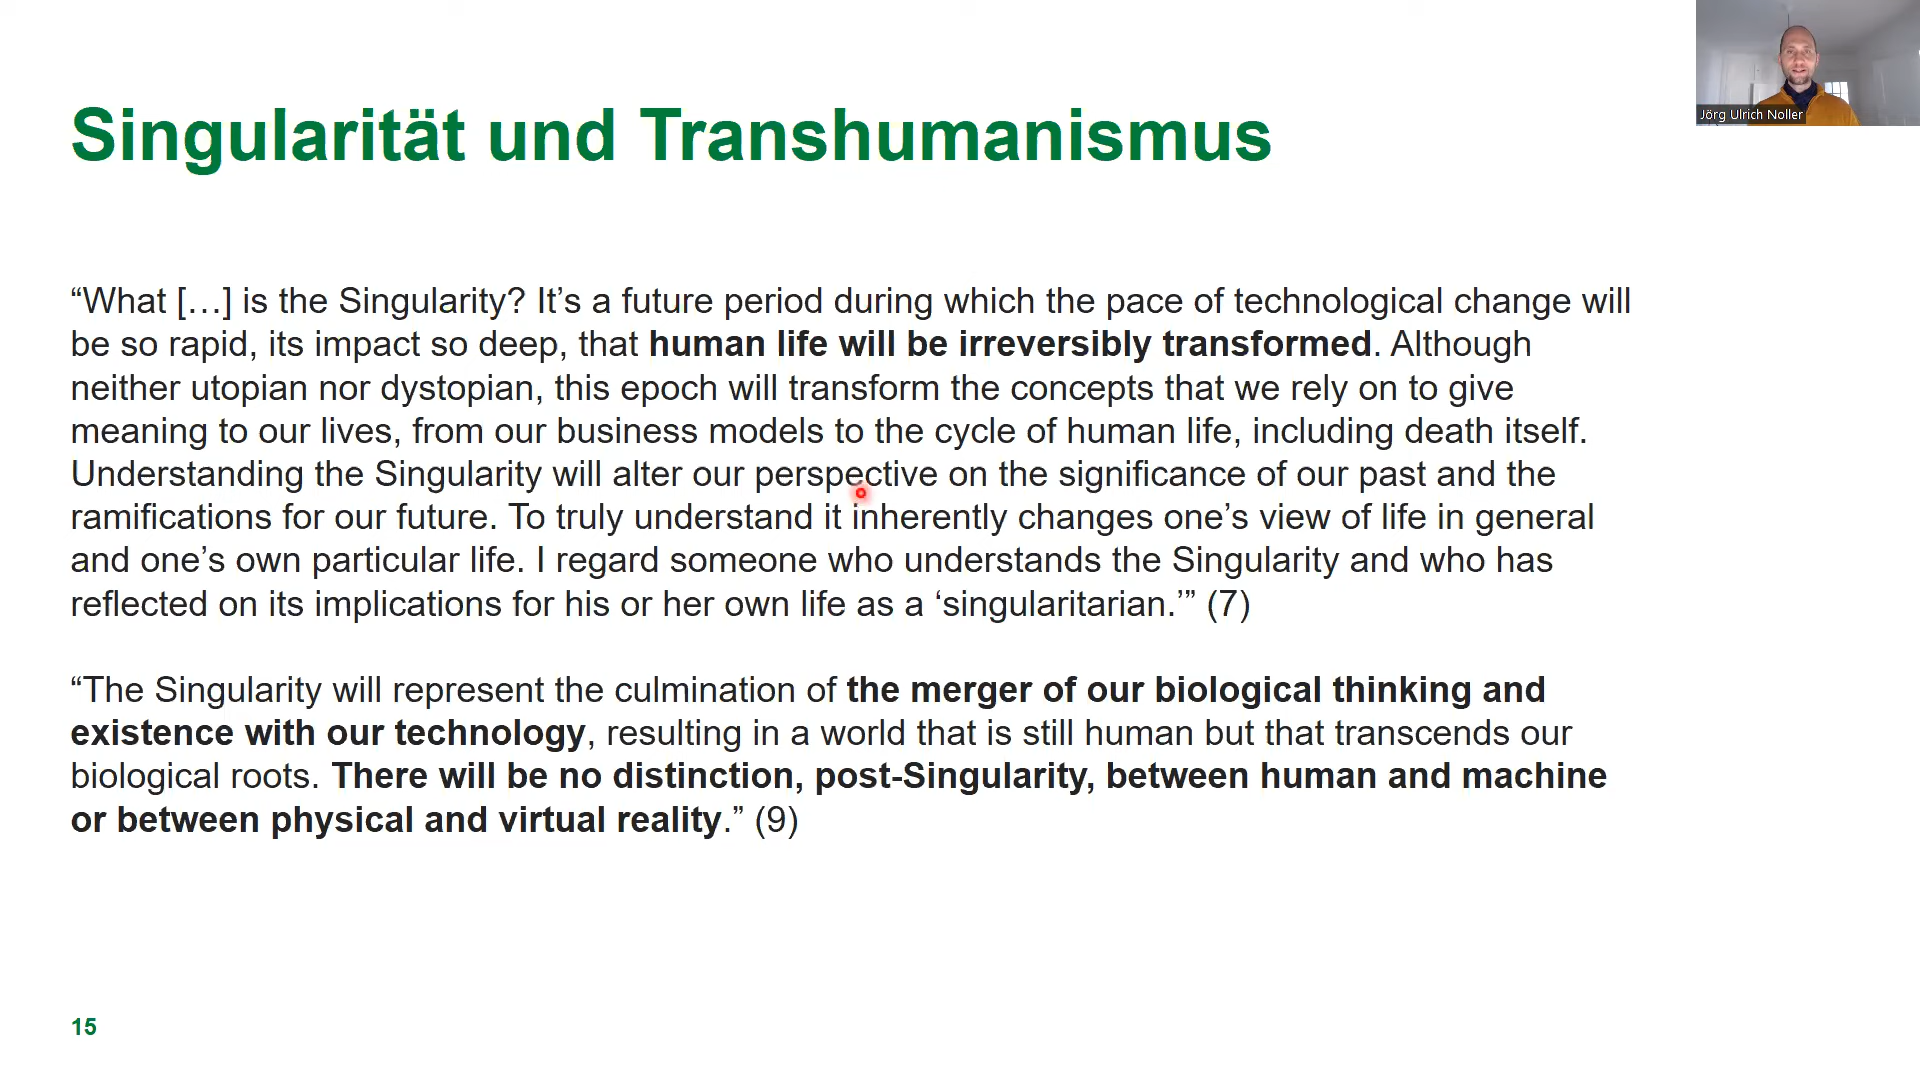 Singularität und Transhumanismus
Jörg Ulrich Noller
“What […] is the Singularity? It’s a future period during which the pace of technological change will
be so rapid, its impact so deep, that human life will be irreversibly transformed. Although
neither utopian nor dystopian, this epoch will transform the concepts that we rely on to give
meaning to our lives, from our business models to the cycle of human life, including death itself.
Understanding the Singularity will alter our perspective on the significance of our past and the
ramifications for our future. To truly understand it inherently changes one’s view of life in general
and one’s own particular life. I regard someone who understands the Singularity and who has
reflected on its implications for his or her own life as a ‘singularitarian.’” (7)
“The Singularity will represent the culmination of the merger of our biological thinking and
existence with our technology, resulting in a world that is still human but that transcends our
biological roots. There will be no distinction, post-Singularity, between human and machine
or between physical and virtual reality.” (9)
15